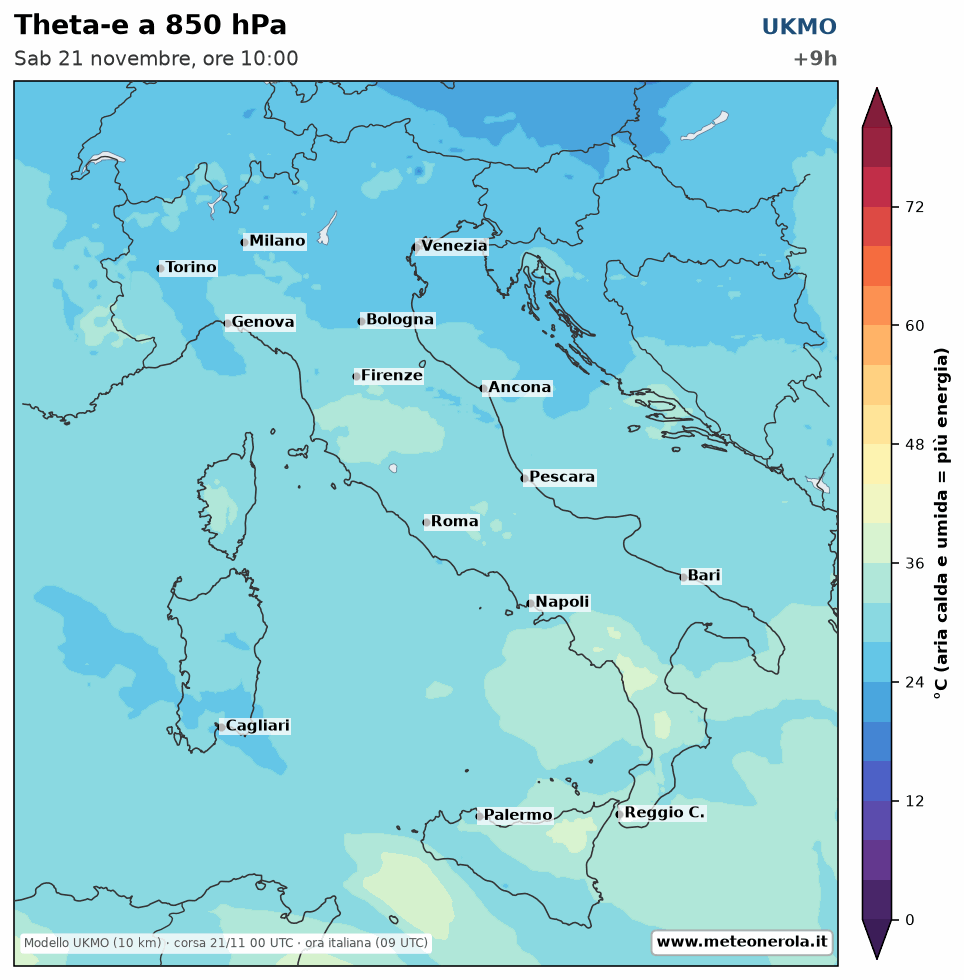 Theta-e a 850 hPa
UKMO
Sab 21 novembre, ore 10:00
+9h
Milano
Venezia
Torino
Genova
Bologna
Firenze
Ancona
Pescara
Roma
Bari
Napoli
Cagliari
Palermo
Reggio C.
72
60
48
36
24
12
0
°C (aria calda e umida = più energia)
Modello UKMO (10 km) · corsa 21/11 00 UTC · ora italiana (09 UTC)
www.meteonerola.it